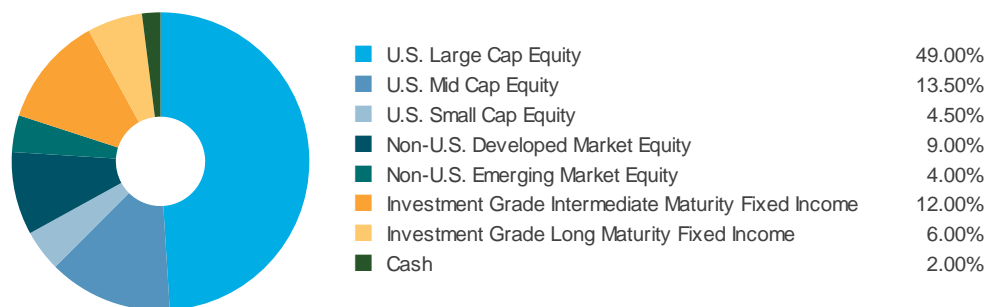 U.S. Large Cap Equity 49.00%
U.S. Mid Cap Equity 13.50%
U.S. Small Cap Equity 4.50%
Non-U.S. Developed Market Equity 9.00%
Non-U.S. Emerging Market Equity 4.00%
Investment Grade Intermediate Maturity Fixed Income 12.00%
Investment Grade Long Maturity Fixed Income 6.00%
Cash 2.00%